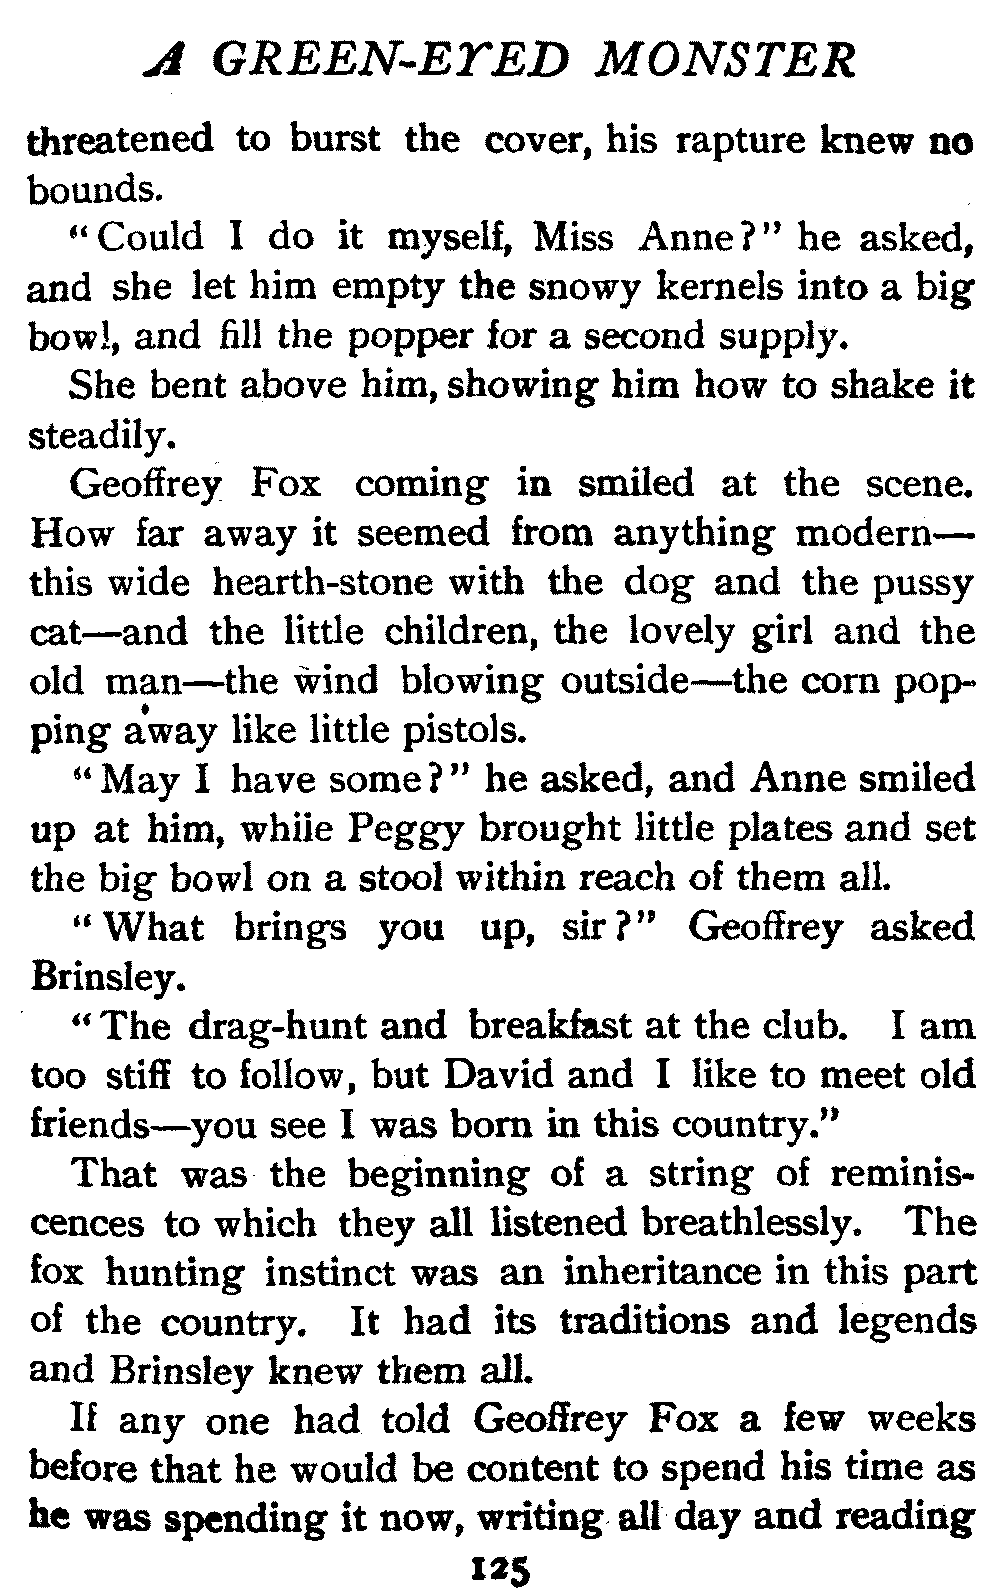 A GREEN-EYED MONSTER
threatened to burst the cover, his rapture knew no
bounds.
"Could I do it myself, Miss Anne?" he asked,
and she let him empty the snowy kernels into a big
bowl, and fill the popper for a second supply.
She bent above him, showing him how to shake it
steadily.
Geoffrey Fox coming in smiled at the scene.
How far away it seemed from anything modern—
this wide hearth-stone with the dog and the pussy
cat—and the little children, the lovely girl and the
old man—the wind blowing outside—the corn pop-
ping away like little pistols.
"May I have some?" he asked, and Anne smiled
up at him, while Peggy brought little plates and set
the big bowl on a stool within reach of them all.
"What brings you up, sir?" Geoffrey asked
Brinsley.
"The drag-hunt and breakfast at the club. I am
too stiff to follow, but David and I like to meet old
friends—you see I was born in this country."
That was the beginning of a string of reminis-
cences to which they all listened breathlessly. The
fox hunting instinct was an inheritance in this part
of the country. It had its traditions and legends
and Brinsley knew them all.
If any one had told Geoffrey Fox a few weeks
before that he would be content to spend his time as
he was spending it now, writing all day and reading
125